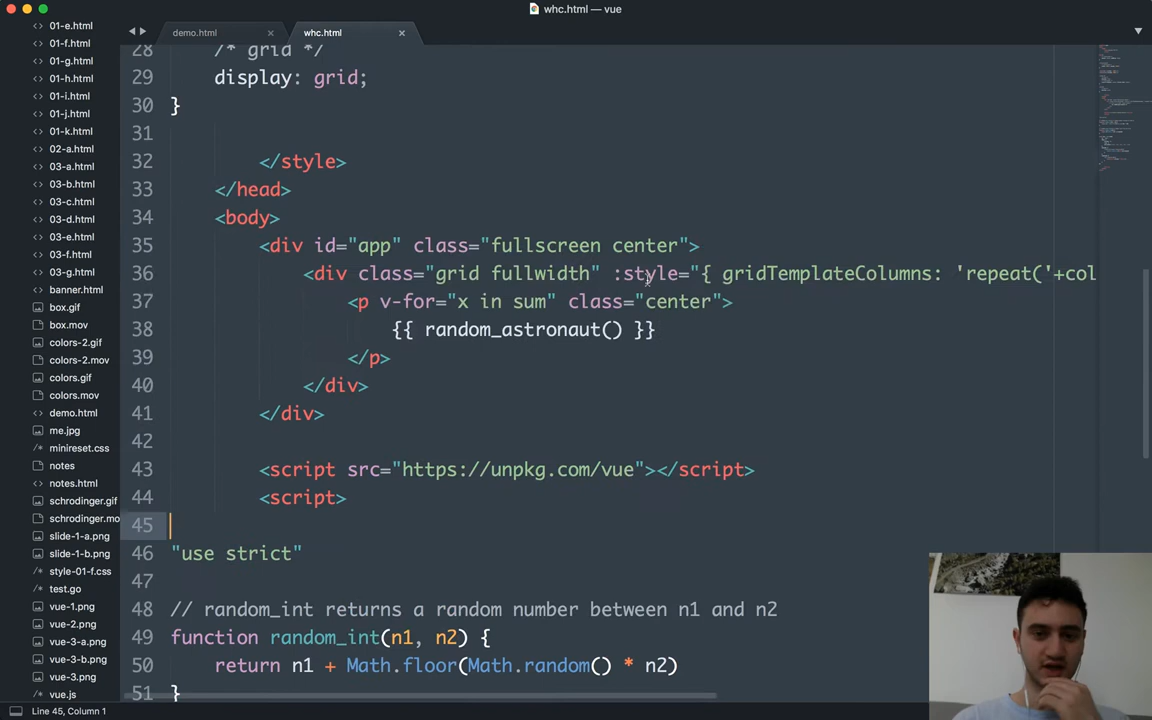 whc.html — vue
01-e.html
01-f.html
01-g.html
01-h.html
01-i.html
01-j.html
01-k.html
02-a.html
03-a.html
03-b.html
03-c.html
03-d.html
03-e.html
03-f.html
03-g.html
banner.html
box.gif
box.mov
colors-2.gif
colors-2.mov
colors.gif
colors.mov
demo.html
me.jpg
minireset.css
notes
notes.html
schrodinger.gif
schrodinger.mo
slide-1-a.png
slide-1-b.png
style-01-f.css
test.go
vue-1.png
vue-2.png
vue-3-a.png
vue-3-b.png
vue-3.png
vue.js
demo.html
whc.html
28 /* grid */
29 display: grid;
30 }
31
32 </style>
33 </head>
34 <body>
35 <div id="app" class="fullscreen center">
36 <div class="grid fullwidth" :style="{ gridTemplateColumns: 'repeat('+col
37 <p v-for="x in sum" class="center">
38 {{ random_astronaut() }}
39 </p>
40 </div>
41 </div>
42
43 <script src="https://unpkg.com/vue"></script>
44 <script>
45
46 "use strict"
47
48 // random_int returns a random number between n1 and n2
49 function random_int(n1, n2) {
50 return n1 + Math.floor(Math.random() * n2)
51 }
Line 45, Column 1